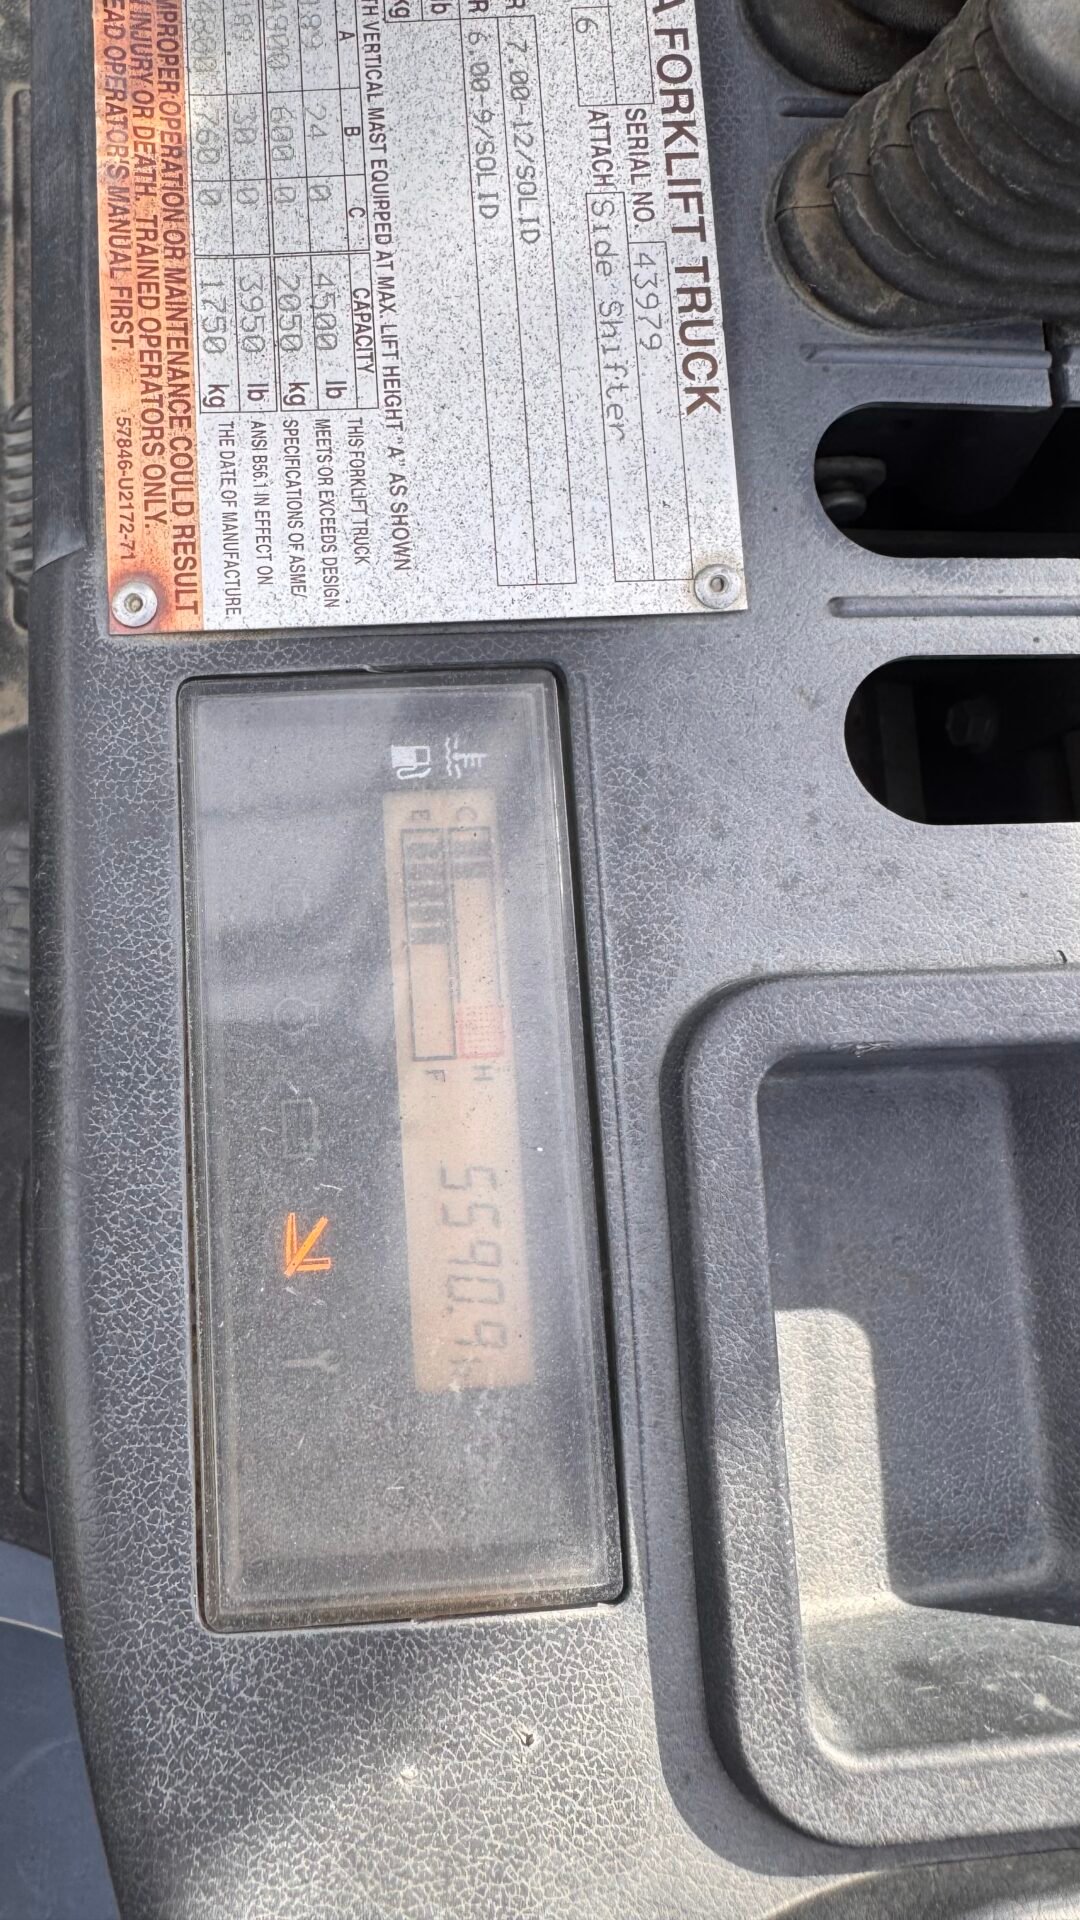 A FORKLIFT TRUCK
SERIAL NO. 43979
6 ATTACH Side Shifter
R 7.00-12/SOLID
R 6.00-9/SOLID
lb
kg
TH VERTICAL MAST EQUIPPED AT MAX. LIFT HEIGHT "A" AS SHOWN
A B C CAPACITY
189 24 0 4500 lb
600 0 2050 kg
189 30 0 3950 lb
760 0 1750 kg
THIS FORKLIFT TRUCK
MEETS OR EXCEEDS DESIGN
SPECIFICATIONS OF ASME/
ANSI B56.1 IN EFFECT ON
THE DATE OF MANUFACTURE
MPROPER OPERATION OR MAINTENANCE COULD RESULT
INJURY OR DEATH. TRAINED OPERATORS ONLY.
EAD OPERATOR'S MANUAL FIRST. 57846-U2172-71
C H
E F
5590.9